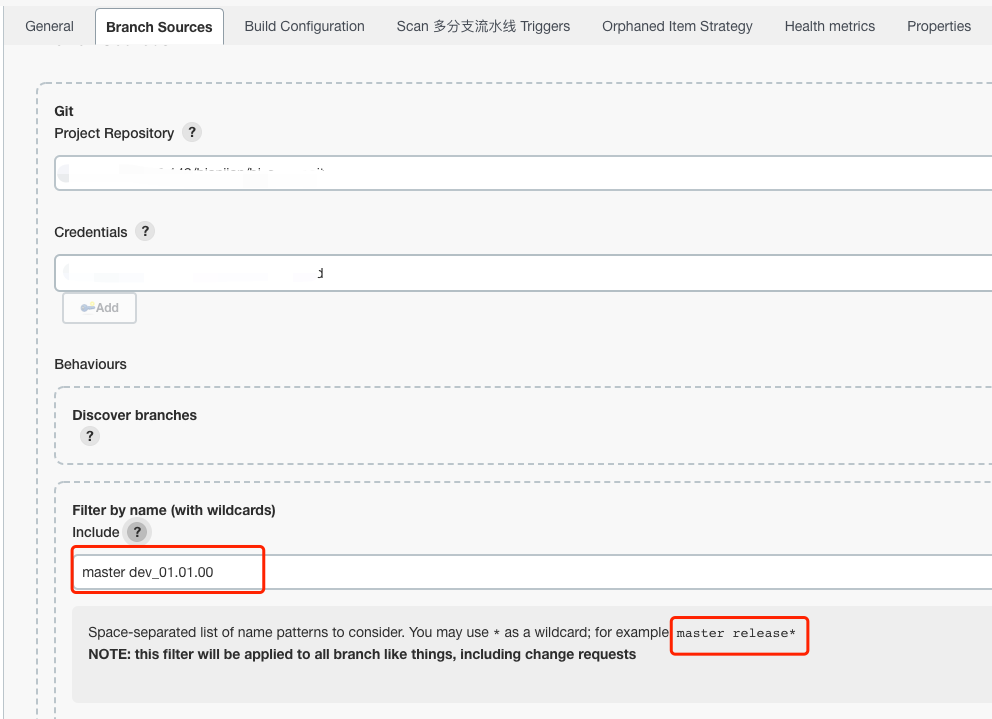 General Branch Sources Build Configuration Scan 多分支流水线 Triggers Orphaned Item Strategy Health metrics Properties
Git
Project Repository ?
Credentials ?
d
Add
Behaviours
Discover branches
?
Filter by name (with wildcards)
Include ?
master dev_01.01.00
Space-separated list of name patterns to consider. You may use * as a wildcard; for example master release*
NOTE: this filter will be applied to all branch like things, including change requests